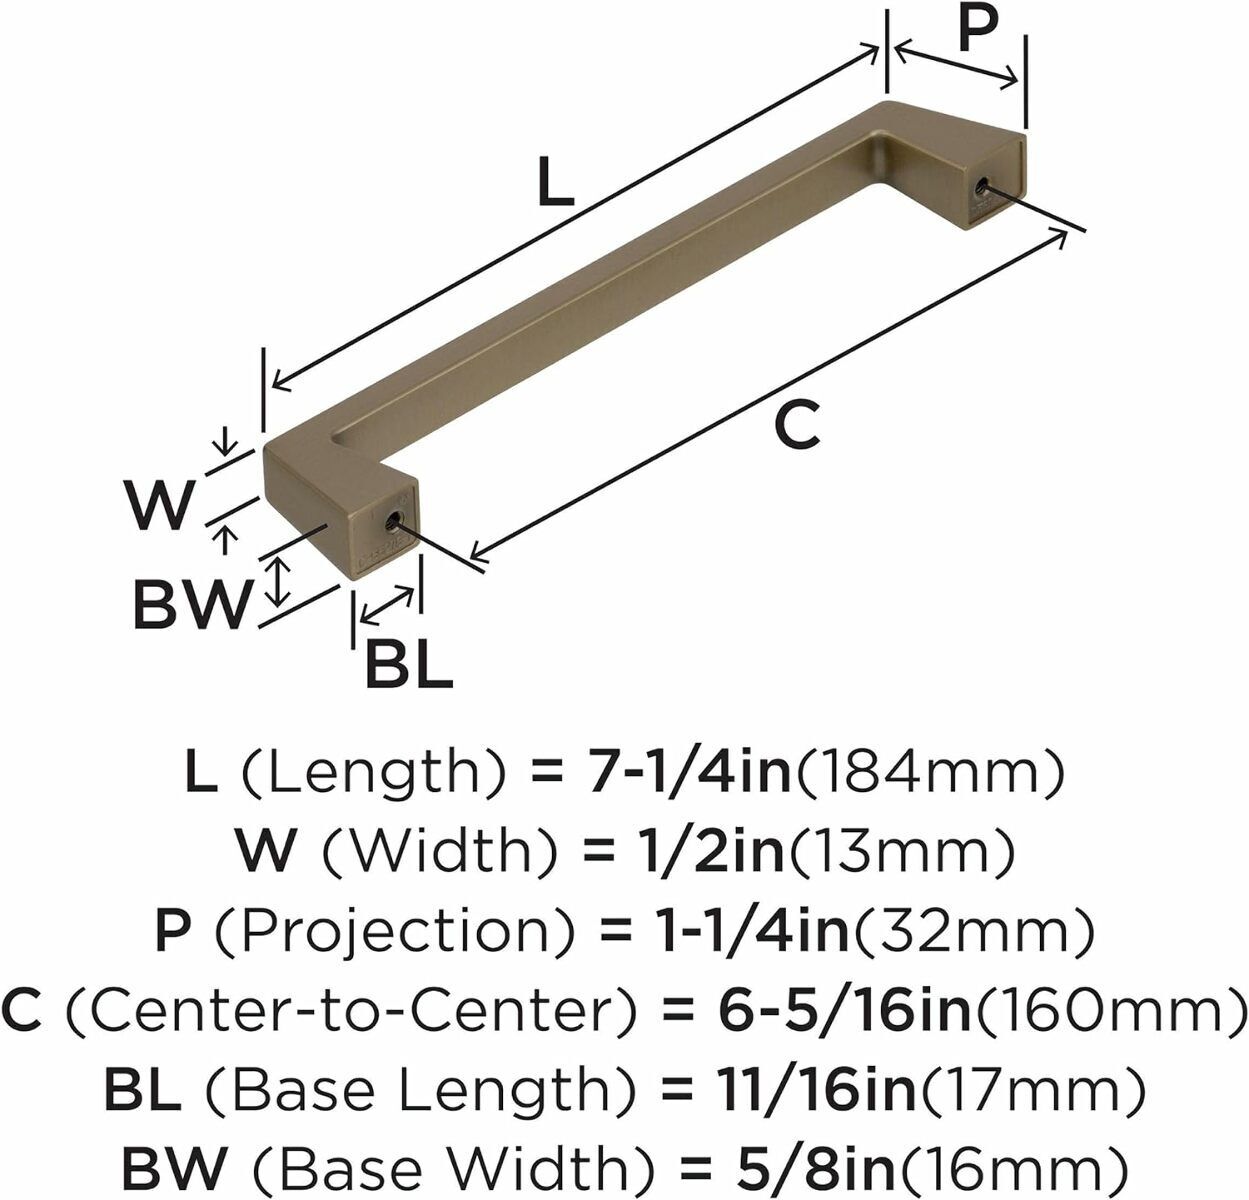 P
L
C
W
BW
BL
L (Length) = 7-1/4in(184mm)
W (Width) = 1/2in(13mm)
P (Projection) = 1-1/4in(32mm)
C (Center-to-Center) = 6-5/16in(160mm)
BL (Base Length) = 11/16in(17mm)
BW (Base Width) = 5/8in(16mm)